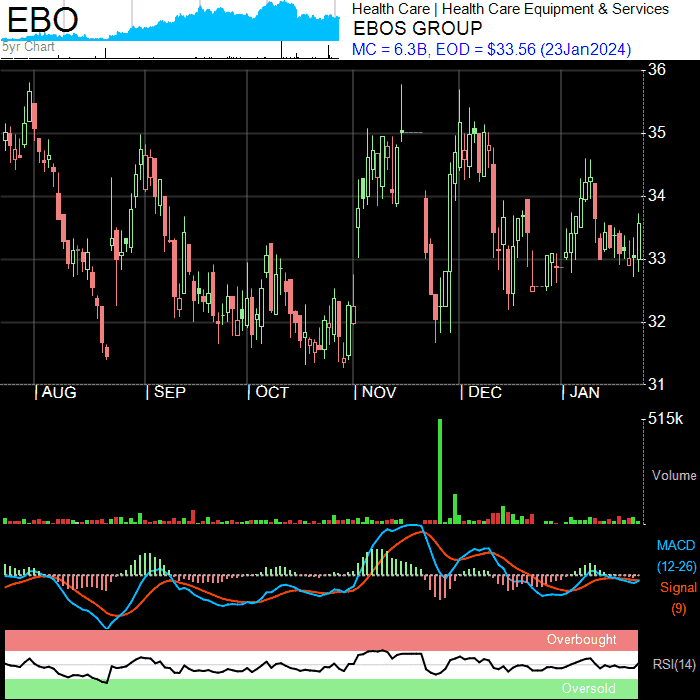 EBO
5yr Chart
Health Care | Health Care Equipment & Services
EBOS GROUP
MC = 6.3B, EOD = $33.56 (23Jan2024)
36
35
34
33
32
31
| AUG | SEP | OCT | NOV | DEC | JAN
515k
Volume
MACD
(12-26)
Signal
(9)
Overbought
RSI(14)
Oversold